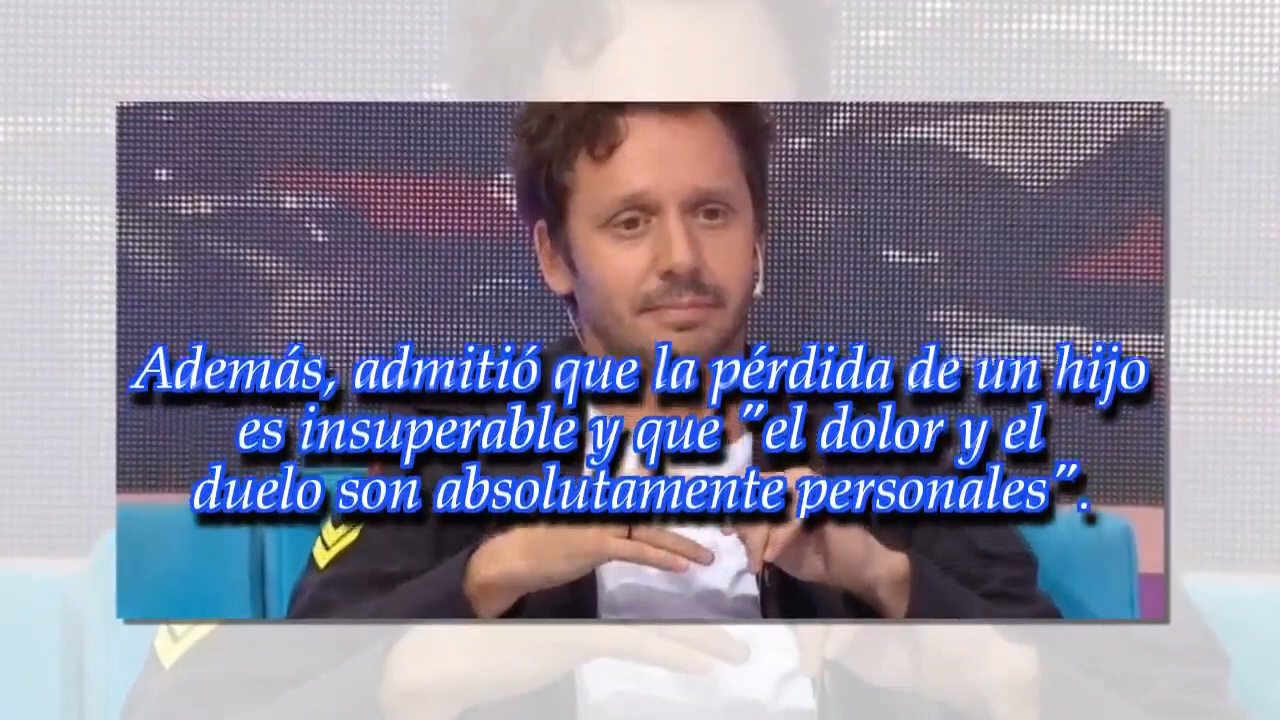 Además, admitió que la pérdida de un hijo
es insuperable y que "el dolor y el
duelo son absolutamente personales".